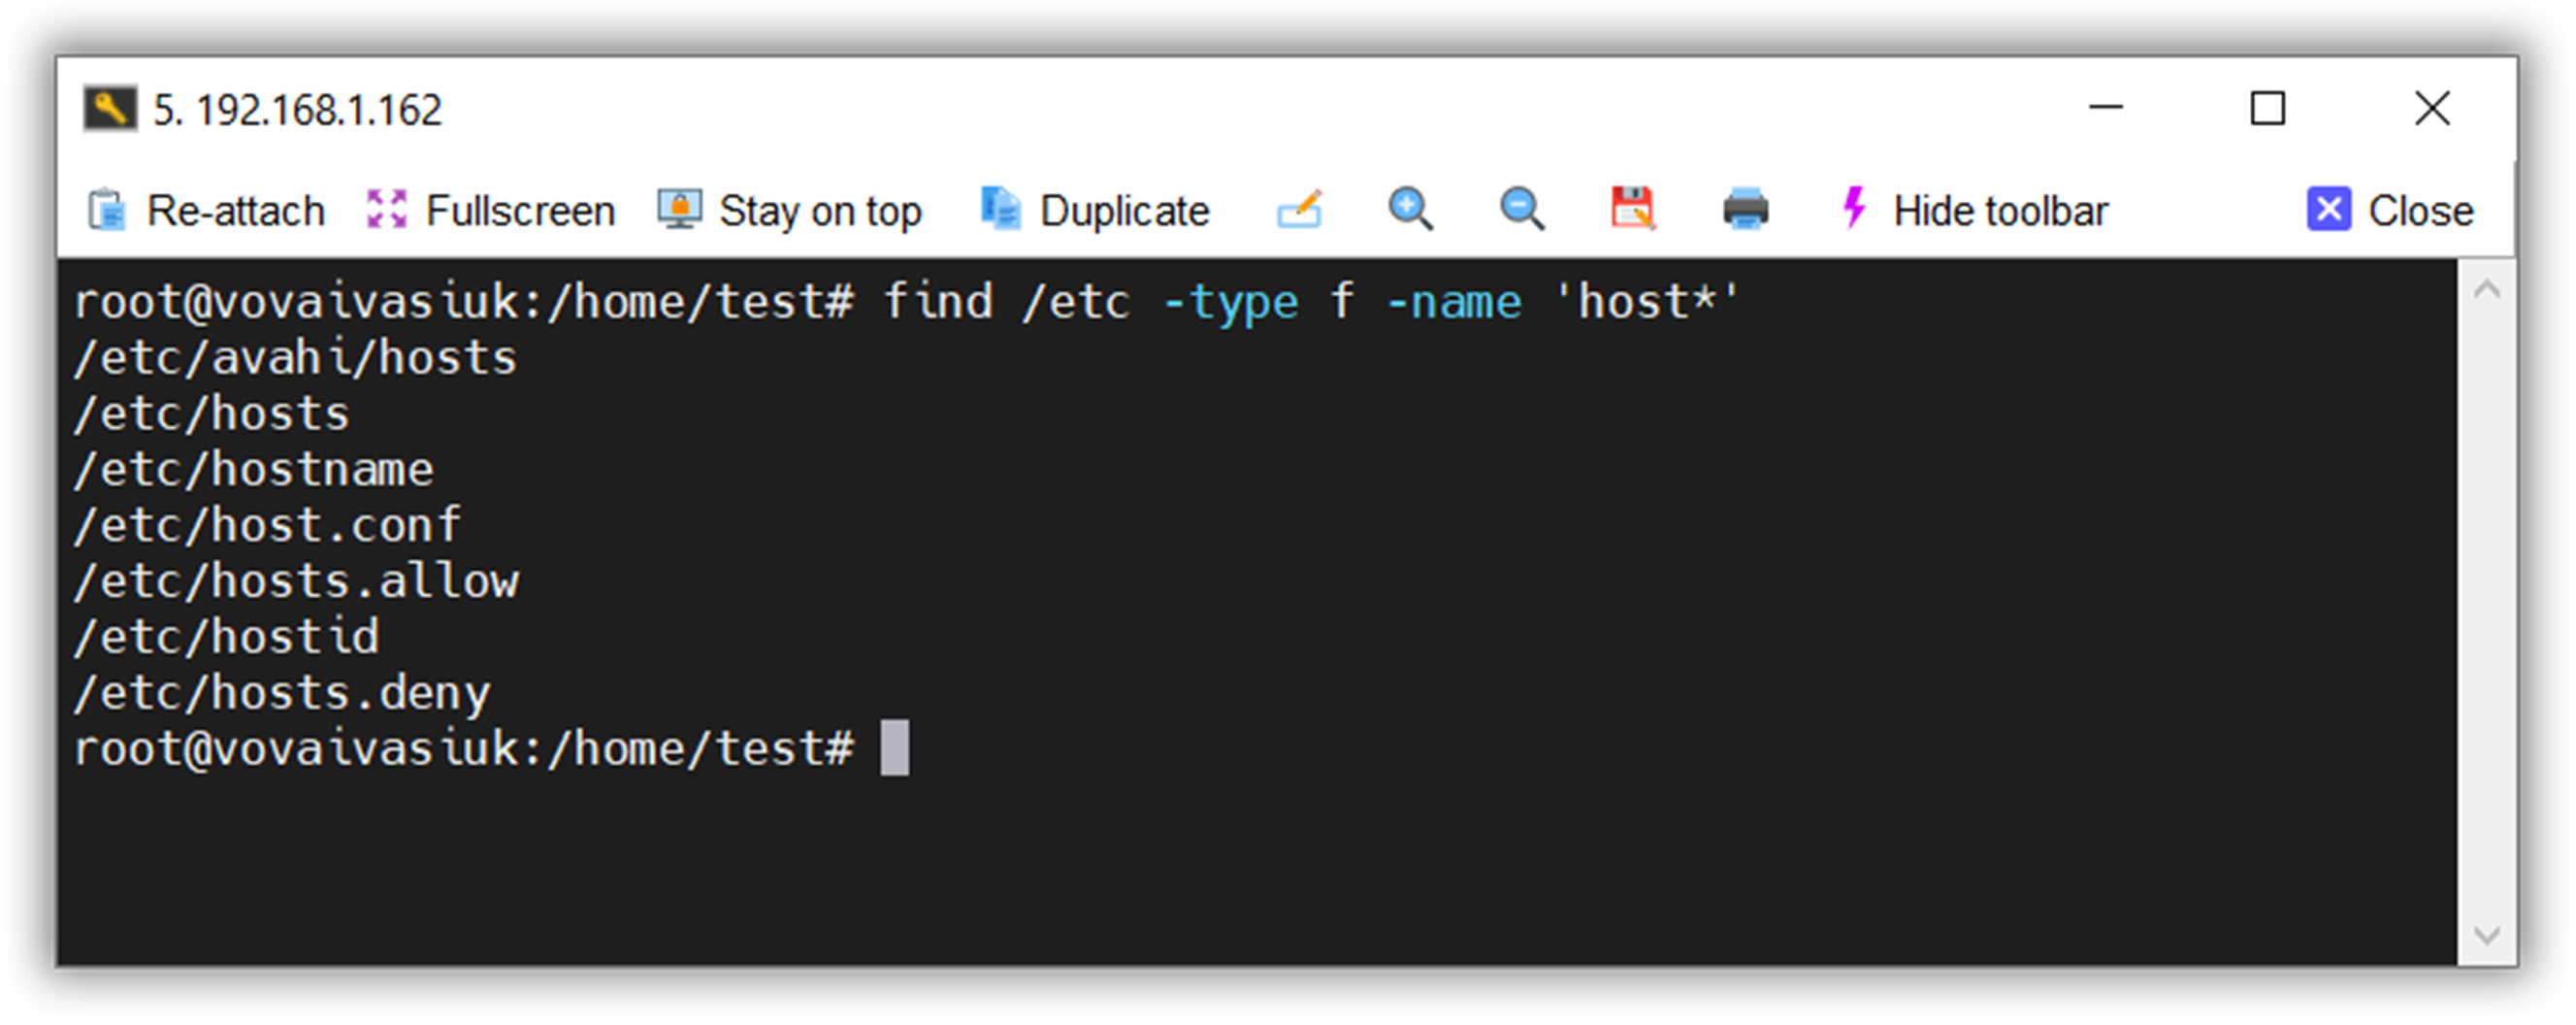 5. 192.168.1.162
Re-attach Fullscreen Stay on top Duplicate Hide toolbar Close
root@vovaivasiuk:/home/test# find /etc -type f -name 'host*'
/etc/avahi/hosts
/etc/hosts
/etc/hostname
/etc/host.conf
/etc/hosts.allow
/etc/hostid
/etc/hosts.deny
root@vovaivasiuk:/home/test#